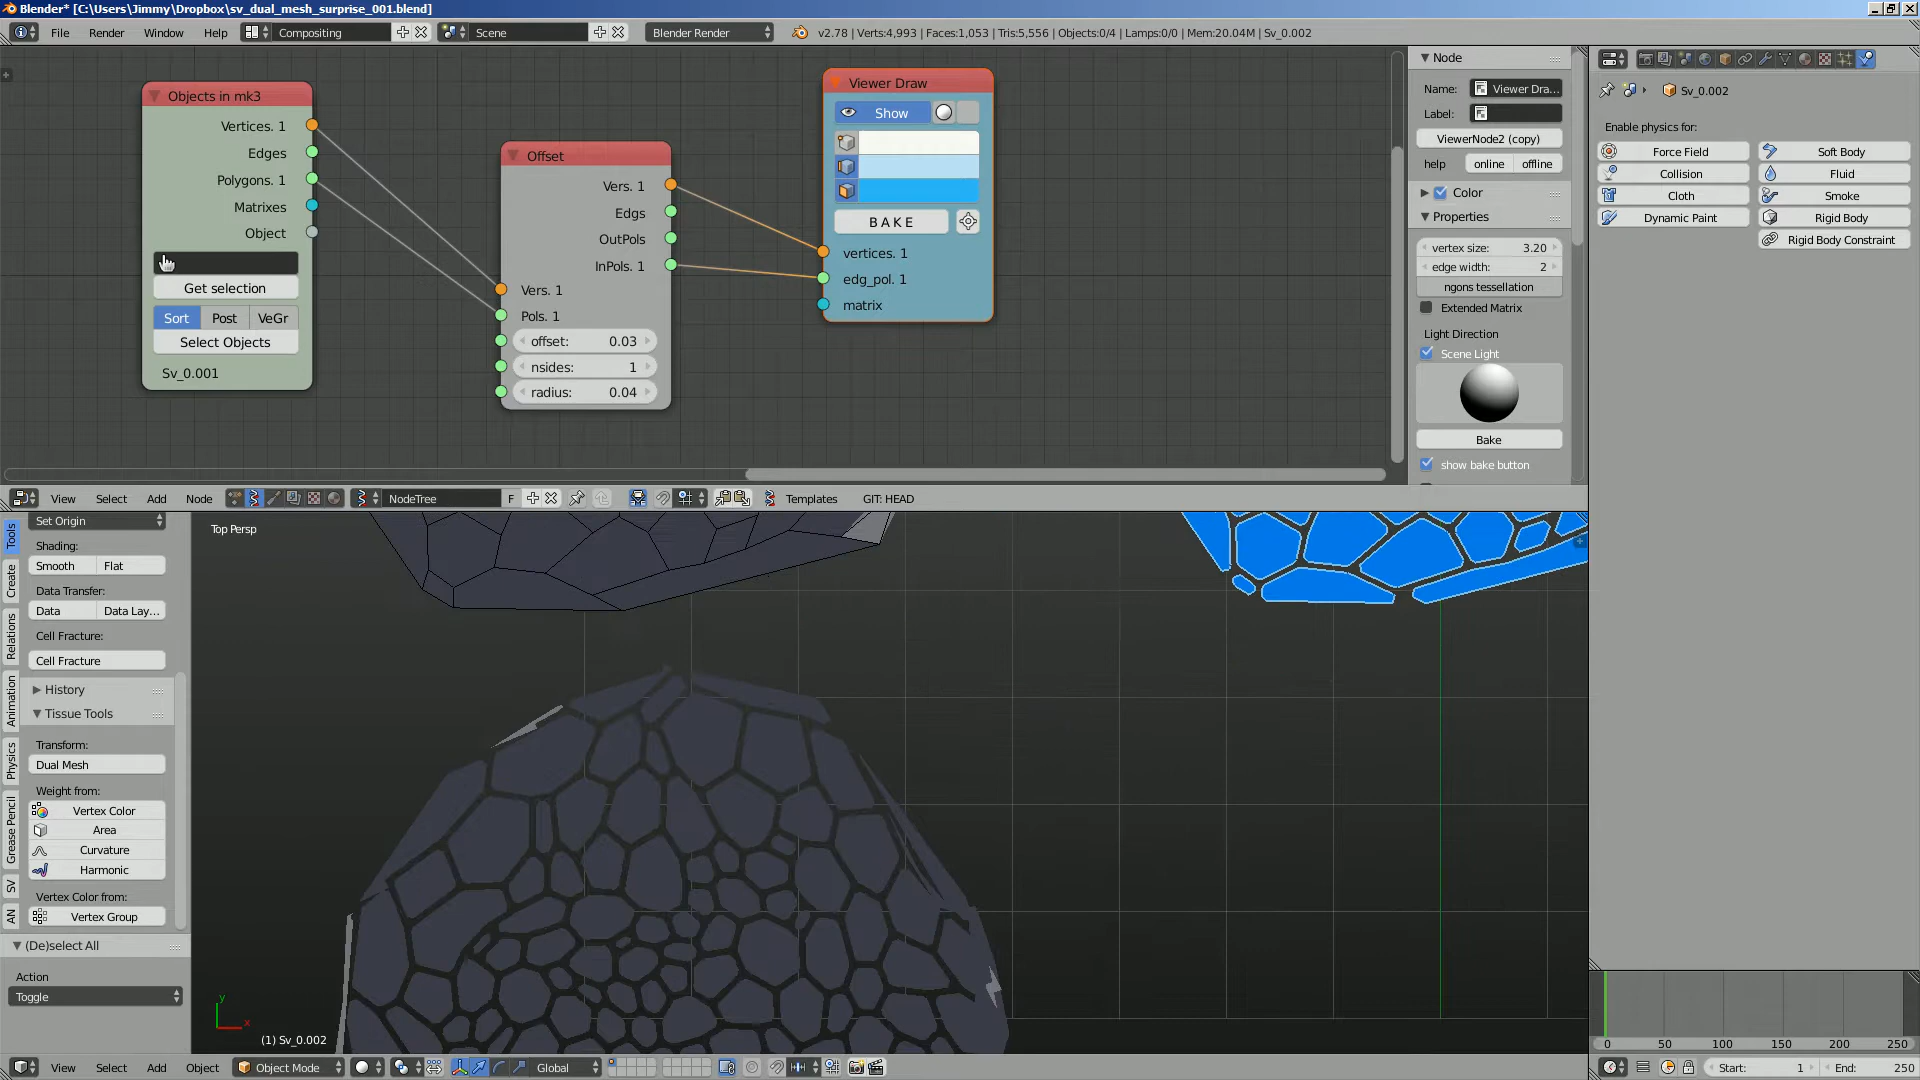 Blender* [C:\Users\Jimmy\Dropbox\sv_dual_mesh_surprise_001.blend]
File Render Window Help Compositing Scene Blender Render v2.78 | Verts:4,993 | Faces:1,053 | Tris:5,556 | Objects:0/4 | Lamps:0/0 | Mem:20.04M | Sv_0.002
Objects in mk3
Vertices. 1
Edges
Polygons. 1
Matrixes
Object
Get selection
Sort Post VeGr
Select Objects
Sv_0.001
Offset
Vers. 1
Edgs
OutPols
InPols. 1
Vers. 1
Pols. 1
offset: 0.03
nsides: 1
radius: 0.04
Viewer Draw
Show
BAKE
vertices. 1
edg_pol. 1
matrix
Node
Name: Viewer Dra...
Label:
ViewerNode2 (copy)
help online offline
Color
Properties
vertex size: 3.20
edge width: 2
ngons tessellation
Extended Matrix
Light Direction
Scene Light
Bake
show bake button
Sv_0.002
Enable physics for:
Force Field Soft Body
Collision Fluid
Cloth Smoke
Dynamic Paint Rigid Body
Rigid Body Constraint
View Select Add Node NodeTree F Templates GIT: HEAD
Tools
Create
Relations
Animation
Physics
Grease Pencil
SV
AN
Set Origin
Shading:
Smooth Flat
Data Transfer:
Data Data Lay...
Cell Fracture:
Cell Fracture
History
Tissue Tools
Transform:
Dual Mesh
Weight from:
Vertex Color
Area
Curvature
Harmonic
Vertex Color from:
Vertex Group
(De)select All
Action
Toggle
Top Persp
y
x
(1) Sv_0.002
View Select Add Object Object Mode Global
0 50 100 150 200 250
Start: 1 End: 250